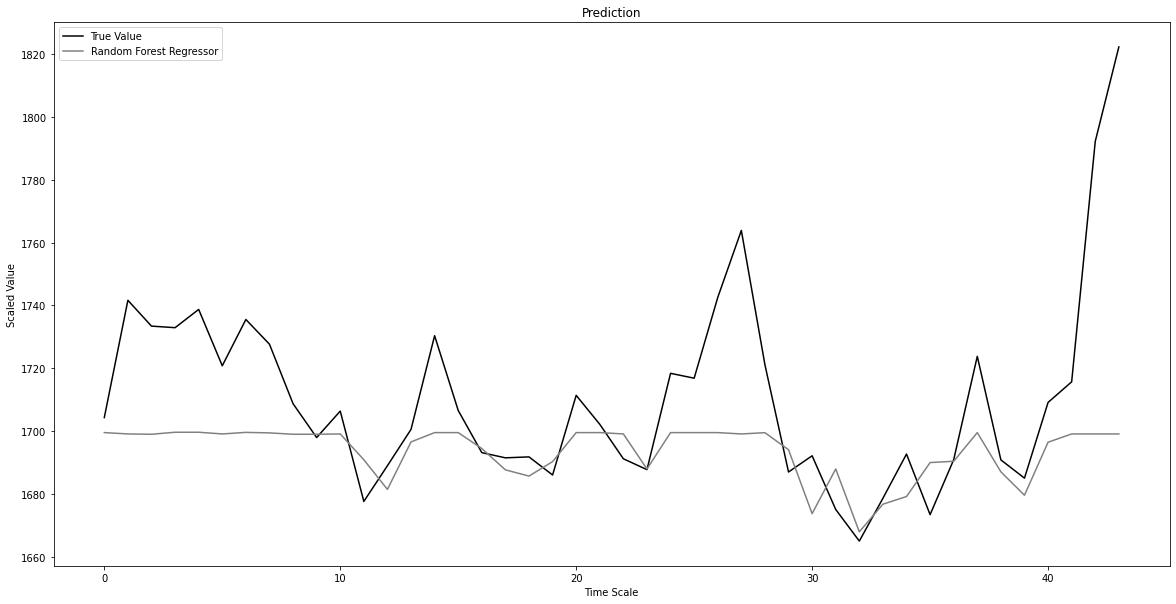 Prediction
True Value
Random Forest Regressor
1820
1800
1780
1760
1740
1720
1700
1680
1660
Scaled Value
0 10 20 30 40
Time Scale